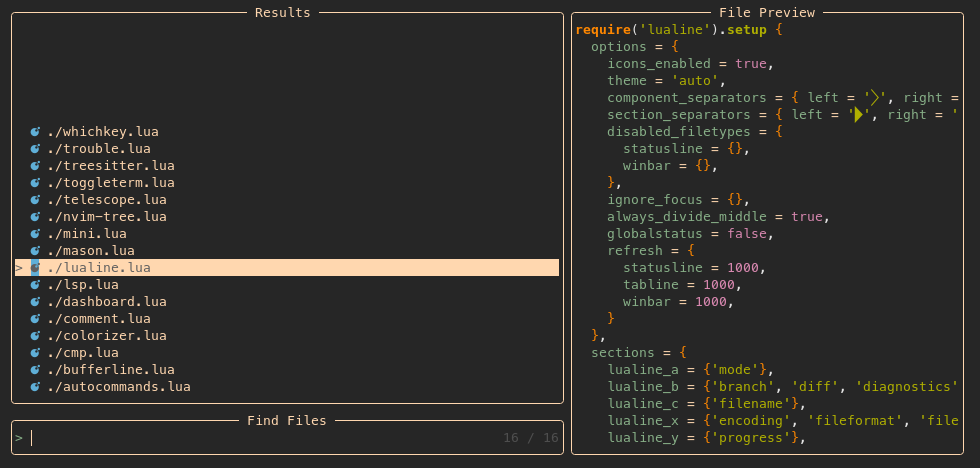 Results
./whichkey.lua
./trouble.lua
./treesitter.lua
./toggleterm.lua
./telescope.lua
./nvim-tree.lua
./mini.lua
./mason.lua
> ./lualine.lua
./lsp.lua
./dashboard.lua
./comment.lua
./colorizer.lua
./cmp.lua
./bufferline.lua
./autocommands.lua
Find Files
> 16 / 16
File Preview
require('lualine').setup {
  options = {
    icons_enabled = true,
    theme = 'auto',
    component_separators = { left = '', right =
    section_separators = { left = '', right = '
    disabled_filetypes = {
      statusline = {},
      winbar = {},
    },
    ignore_focus = {},
    always_divide_middle = true,
    globalstatus = false,
    refresh = {
      statusline = 1000,
      tabline = 1000,
      winbar = 1000,
    }
  },
  sections = {
    lualine_a = {'mode'},
    lualine_b = {'branch', 'diff', 'diagnostics'
    lualine_c = {'filename'},
    lualine_x = {'encoding', 'fileformat', 'file
    lualine_y = {'progress'},